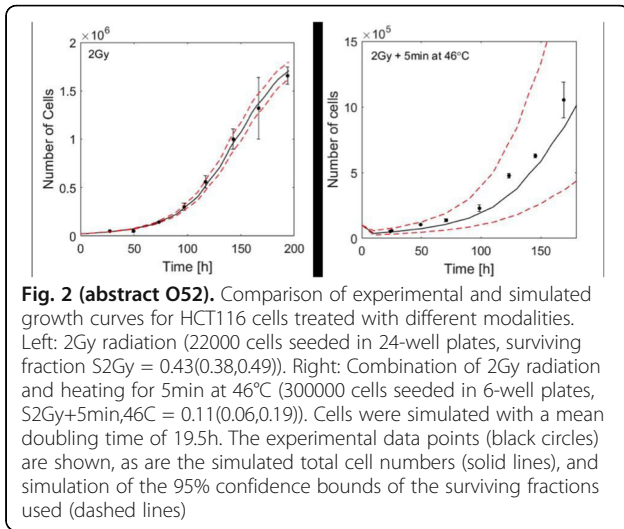 ×10⁶
2Gy
Number of Cells
2
1.5
1
0.5
0
0 50 100 150 200
Time [h]
×10⁵
2Gy + 5min at 46°C
Number of cells
15
10
5
0
0 50 100 150
Time [h]
Fig. 2 (abstract O52). Comparison of experimental and simulated
growth curves for HCT116 cells treated with different modalities.
Left: 2Gy radiation (22000 cells seeded in 24-well plates, surviving
fraction S2Gy = 0.43(0.38,0.49)). Right: Combination of 2Gy radiation
and heating for 5min at 46°C (300000 cells seeded in 6-well plates,
S2Gy+5min,46C = 0.11(0.06,0.19)). Cells were simulated with a mean
doubling time of 19.5h. The experimental data points (black circles)
are shown, as are the simulated total cell numbers (solid lines), and
simulation of the 95% confidence bounds of the surviving fractions
used (dashed lines)